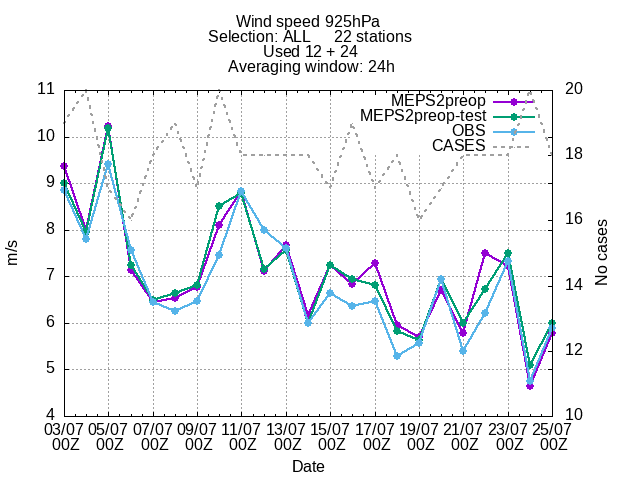 Wind speed 925hPa
Selection: ALL 22 stations
Used 12 + 24
Averaging window: 24h
MEPS2preop
MEPS2preop-test
OBS
CASES
11
10
9
8
7
6
5
4
m/s
20
18
16
14
12
10
No cases
03/07 05/07 07/07 09/07 11/07 13/07 15/07 17/07 19/07 21/07 23/07 25/07
00Z 00Z 00Z 00Z 00Z 00Z 00Z 00Z 00Z 00Z 00Z 00Z
Date